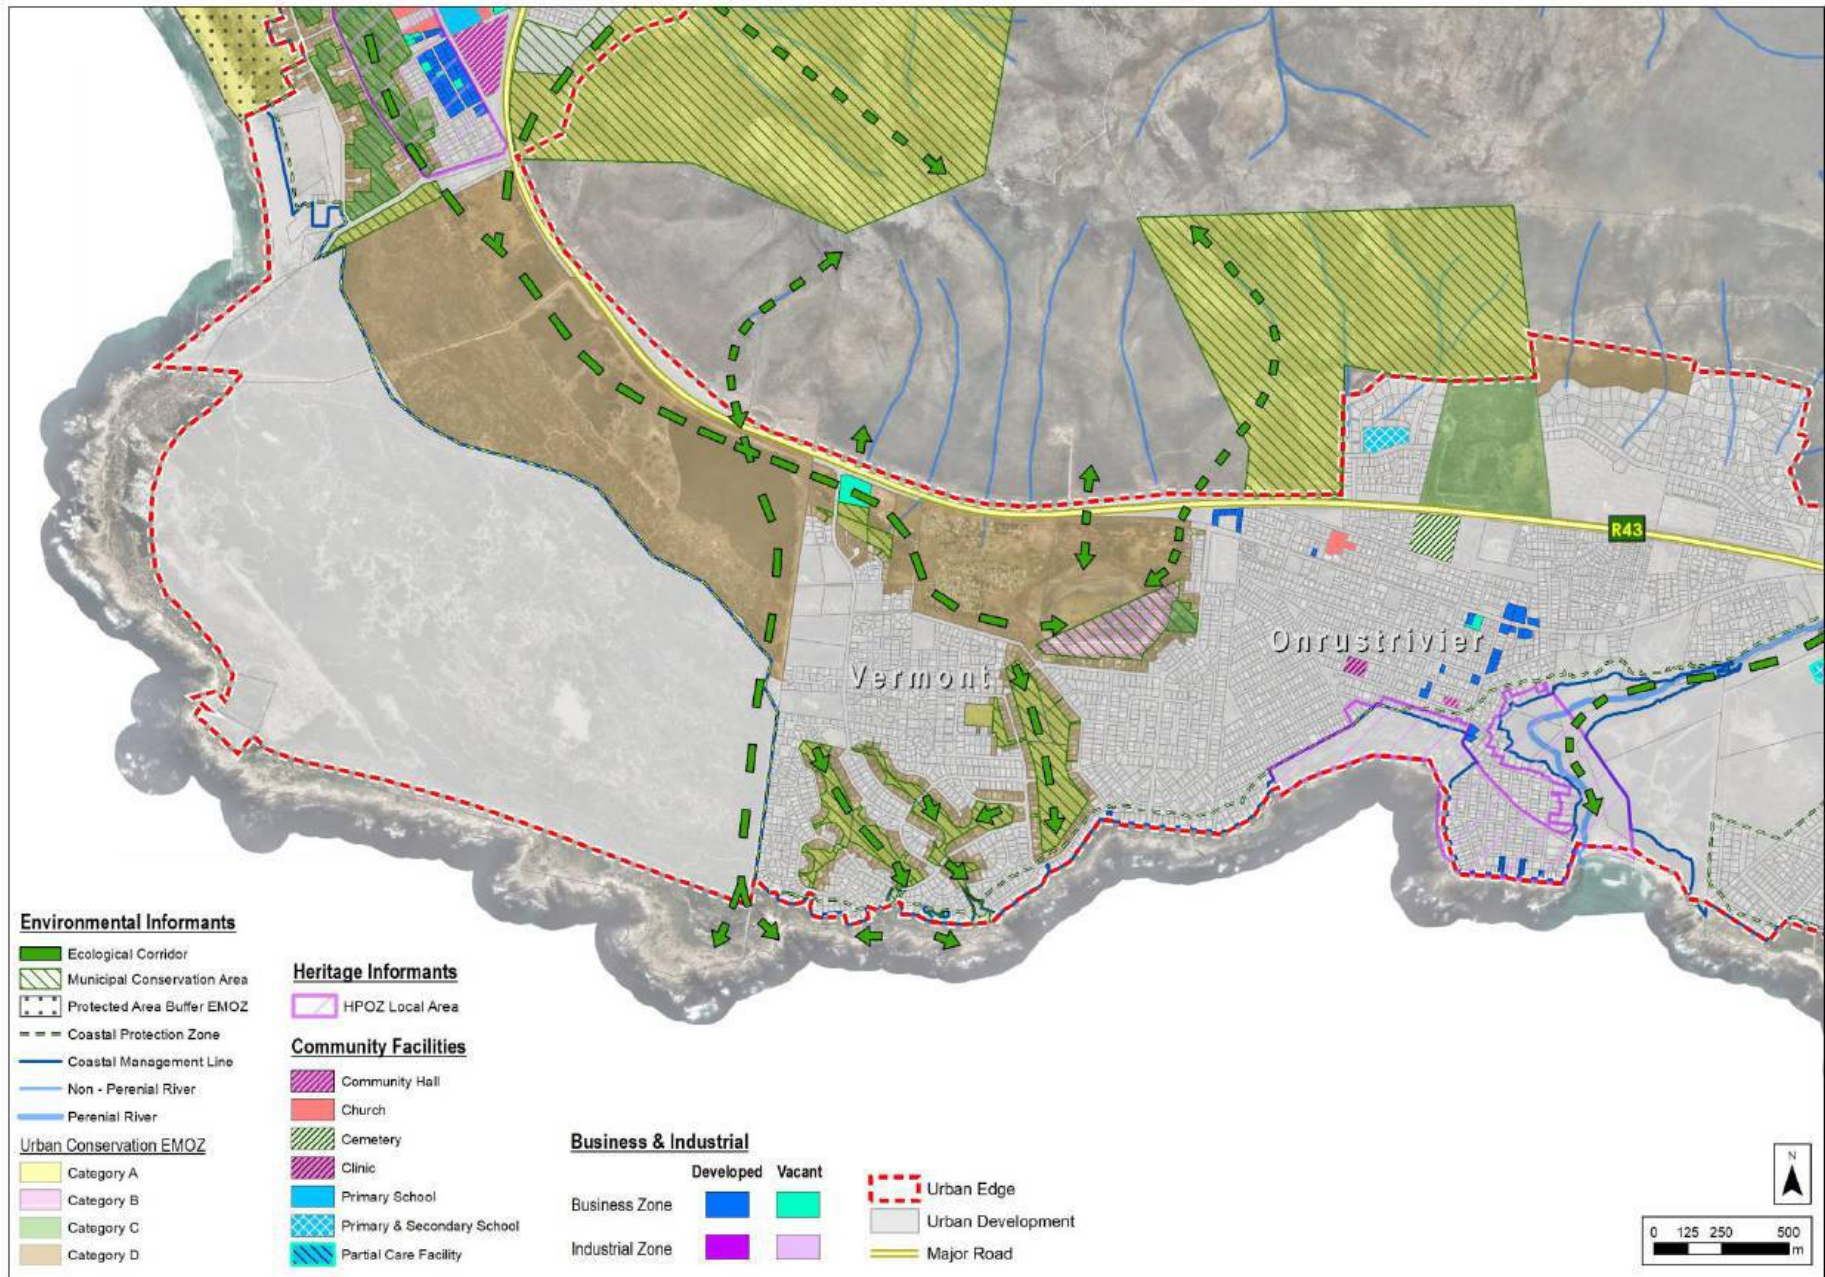 R43
Onrustrivier
Vermont
Environmental Informants
Ecological Corridor
Municipal Conservation Area
Protected Area Buffer EMOZ
Coastal Protection Zone
Coastal Management Line
Non - Perenial River
Perenial River
Urban Conservation EMOZ
Category A
Category B
Category C
Category D
Heritage Informants
HPOZ Local Area
Community Facilities
Community Hall
Church
Cemetery
Clinic
Primary School
Primary & Secondary School
Partial Care Facility
Business & Industrial
Developed Vacant
Business Zone
Industrial Zone
Urban Edge
Urban Development
Major Road
N
0 125 250 500
m